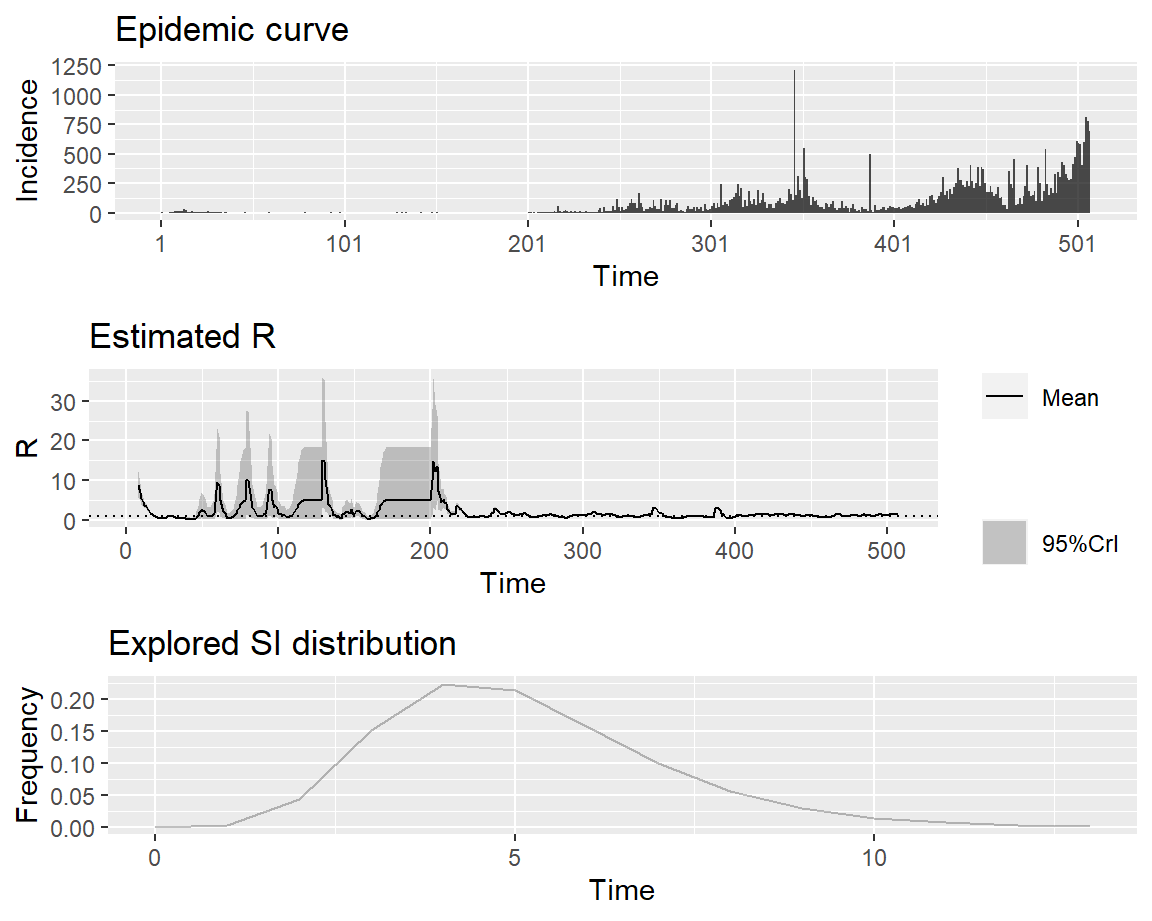 Epidemic curve
1250
1000
750
500
250
0
Incidence
1 101 201 301 401 501
Time
Estimated R
30
20
10
0
R
0 100 200 300 400 500
Time
Mean
95%CrI
Explored SI distribution
0.20
0.15
0.10
0.05
0.00
Frequency
0 5 10
Time